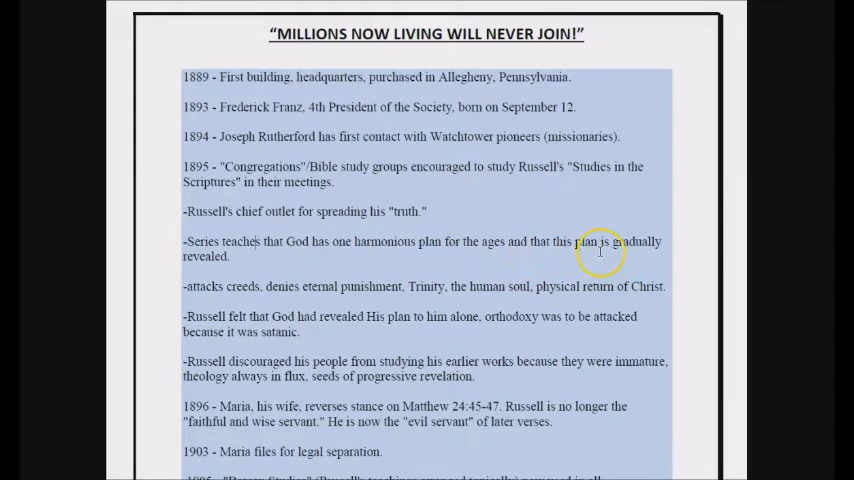 “MILLIONS NOW LIVING WILL NEVER JOIN!”
1889 - First building, headquarters, purchased in Allegheny, Pennsylvania.
1893 - Frederick Franz, 4th President of the Society, born on September 12.
1894 - Joseph Rutherford has first contact with Watchtower pioneers (missionaries).
1895 - "Congregations"/Bible study groups encouraged to study Russell's "Studies in the
Scriptures" in their meetings.
-Russell's chief outlet for spreading his "truth."
-Series teaches that God has one harmonious plan for the ages and that this plan is gradually
revealed.
-attacks creeds, denies eternal punishment, Trinity, the human soul, physical return of Christ.
-Russell felt that God had revealed His plan to him alone, orthodoxy was to be attacked
because it was satanic.
-Russell discouraged his people from studying his earlier works because they were immature,
theology always in flux, seeds of progressive revelation.
1896 - Maria, his wife, reverses stance on Matthew 24:45-47. Russell is no longer the
"faithful and wise servant." He is now the "evil servant" of later verses.
1903 - Maria files for legal separation.